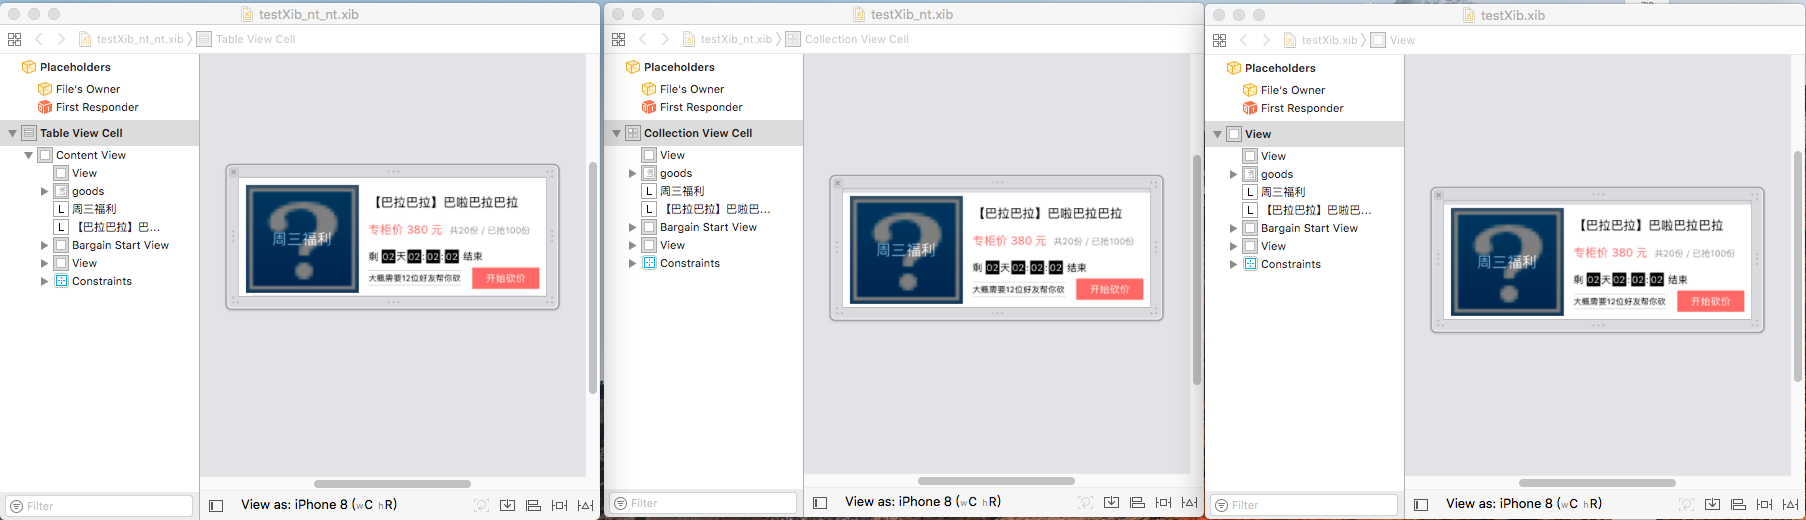 testXib_nt_nt.xib
testXib_nt_nt.xib 〉 Table View Cell
Placeholders
File's Owner
First Responder
Table View Cell
Content View
View
goods
L 周三福利
L 【巴拉巴拉】巴...
Bargain Start View
View
Constraints
周三福利
【巴拉巴拉】巴啦巴拉巴拉
专柜价 380 元 共20份 / 已抢100份
剩 02 天 02 : 02 : 02 结束
大概需要12位好友帮你砍
开始砍价
Filter
View as: iPhone 8 (wC hR)
testXib_nt.xib
testXib_nt.xib 〉 Collection View Cell
Placeholders
File's Owner
First Responder
Collection View Cell
View
goods
L 周三福利
L 【巴拉巴拉】巴啦巴...
Bargain Start View
View
Constraints
周三福利
【巴拉巴拉】巴啦巴拉巴拉
专柜价 380 元 共20份 / 已抢100份
剩 02 天 02 : 02 : 02 结束
大概需要12位好友帮你砍
开始砍价
Filter
View as: iPhone 8 (wC hR)
testXib.xib
testXib.xib 〉 View
Placeholders
File's Owner
First Responder
View
View
goods
L 周三福利
L 【巴拉巴拉】巴啦巴...
Bargain Start View
View
Constraints
周三福利
【巴拉巴拉】巴啦巴拉巴拉
专柜价 380 元 共20份 / 已抢100份
剩 02 天 02 : 02 : 02 结束
大概需要12位好友帮你砍
开始砍价
Filter
View as: iPhone 8 (wC hR)